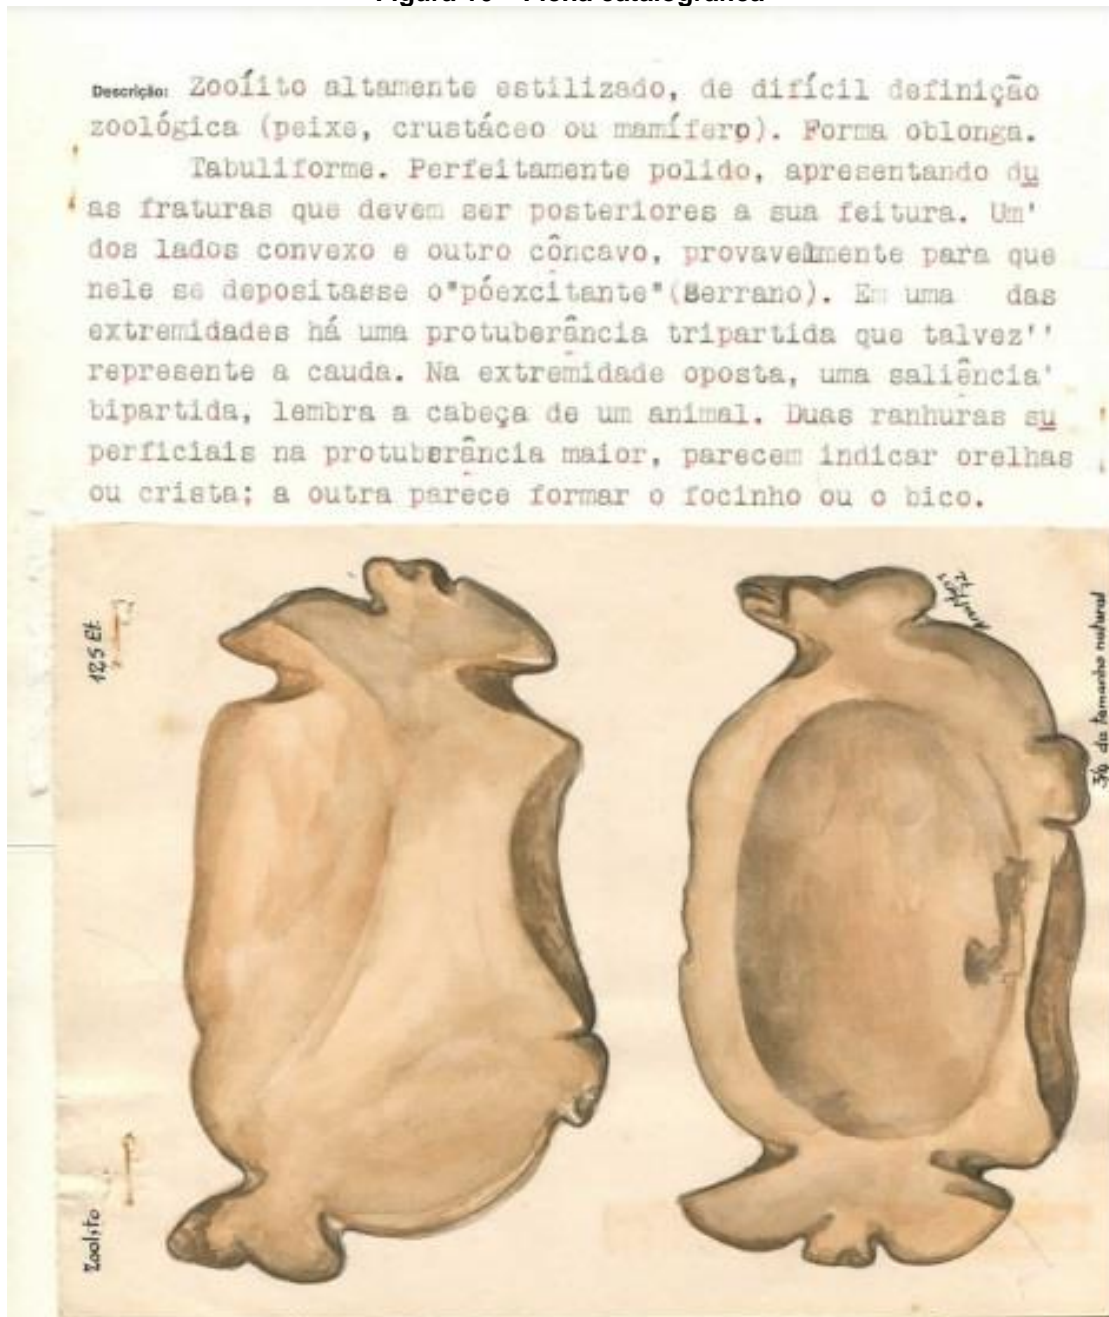 Descrição: Zoolito altamente estilizado, de difícil definição
zoológica (peixe, crustáceo ou mamífero). Forma oblonga.
Tabuliforme. Perfeitamente polido, apresentando du
as fraturas que devem ser posteriores a sua feitura. Um'
dos lados convexo e outro côncavo, provavelmente para que
nele se depositasse o"póexcitante"(Serrano). Em uma das
extremidades há uma protuberância tripartida que talvez''
represente a cauda. Na extremidade oposta, uma saliência'
bipartida, lembra a cabeça de um animal. Duas ranhuras su
perficiais na protuberância maior, parecem indicar orelhas
ou crista; a outra parece formar o focinho ou o bico.
125 Et.
Zoolito
3/4 do tamanho natural